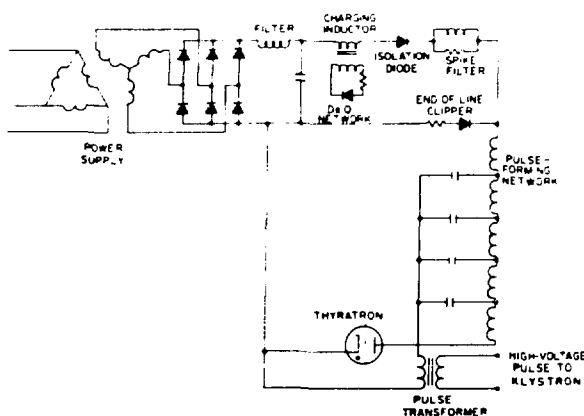 FILTER
CHARGING
INDUCTOR
ISOLATION
DIODE
SPIKE
FILTER
DeQ
NETWORK
END OF LINE
CLIPPER
POWER
SUPPLY
PULSE-
FORMING
NETWORK
THYRATRON
HIGH-VOLTAGE
PULSE TO
KLYSTRON
PULSE
TRANSFORMER